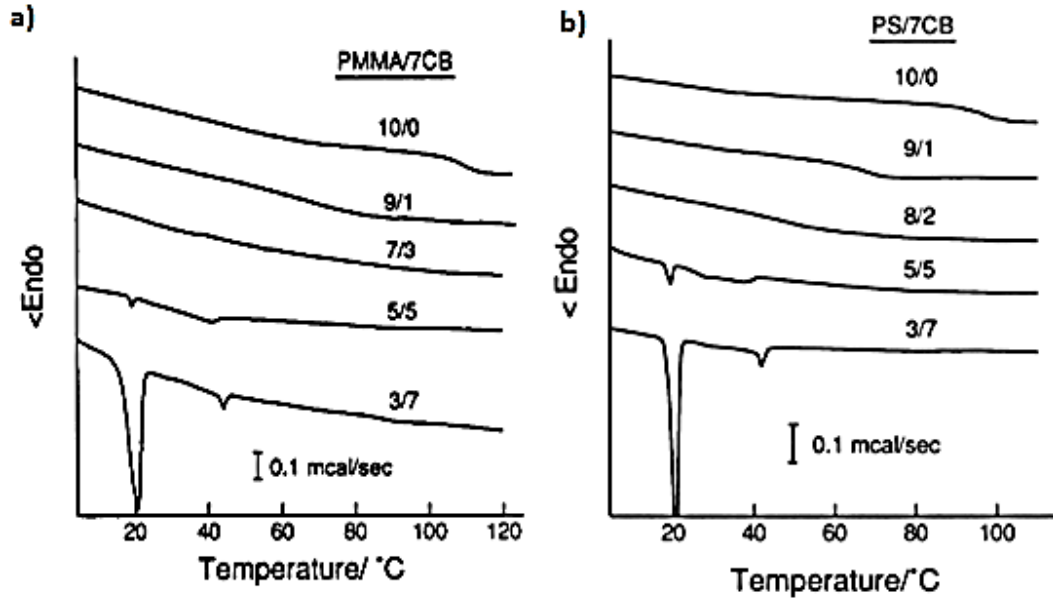 a)
PMMA/7CB
10/0
9/1
7/3
5/5
3/7
0.1 mcal/sec
<Endo
20 40 60 80 100 120
Temperature/ °C
b)
PS/7CB
10/0
9/1
8/2
5/5
3/7
0.1 mcal/sec
< Endo
20 40 60 80 100
Temperature/°C